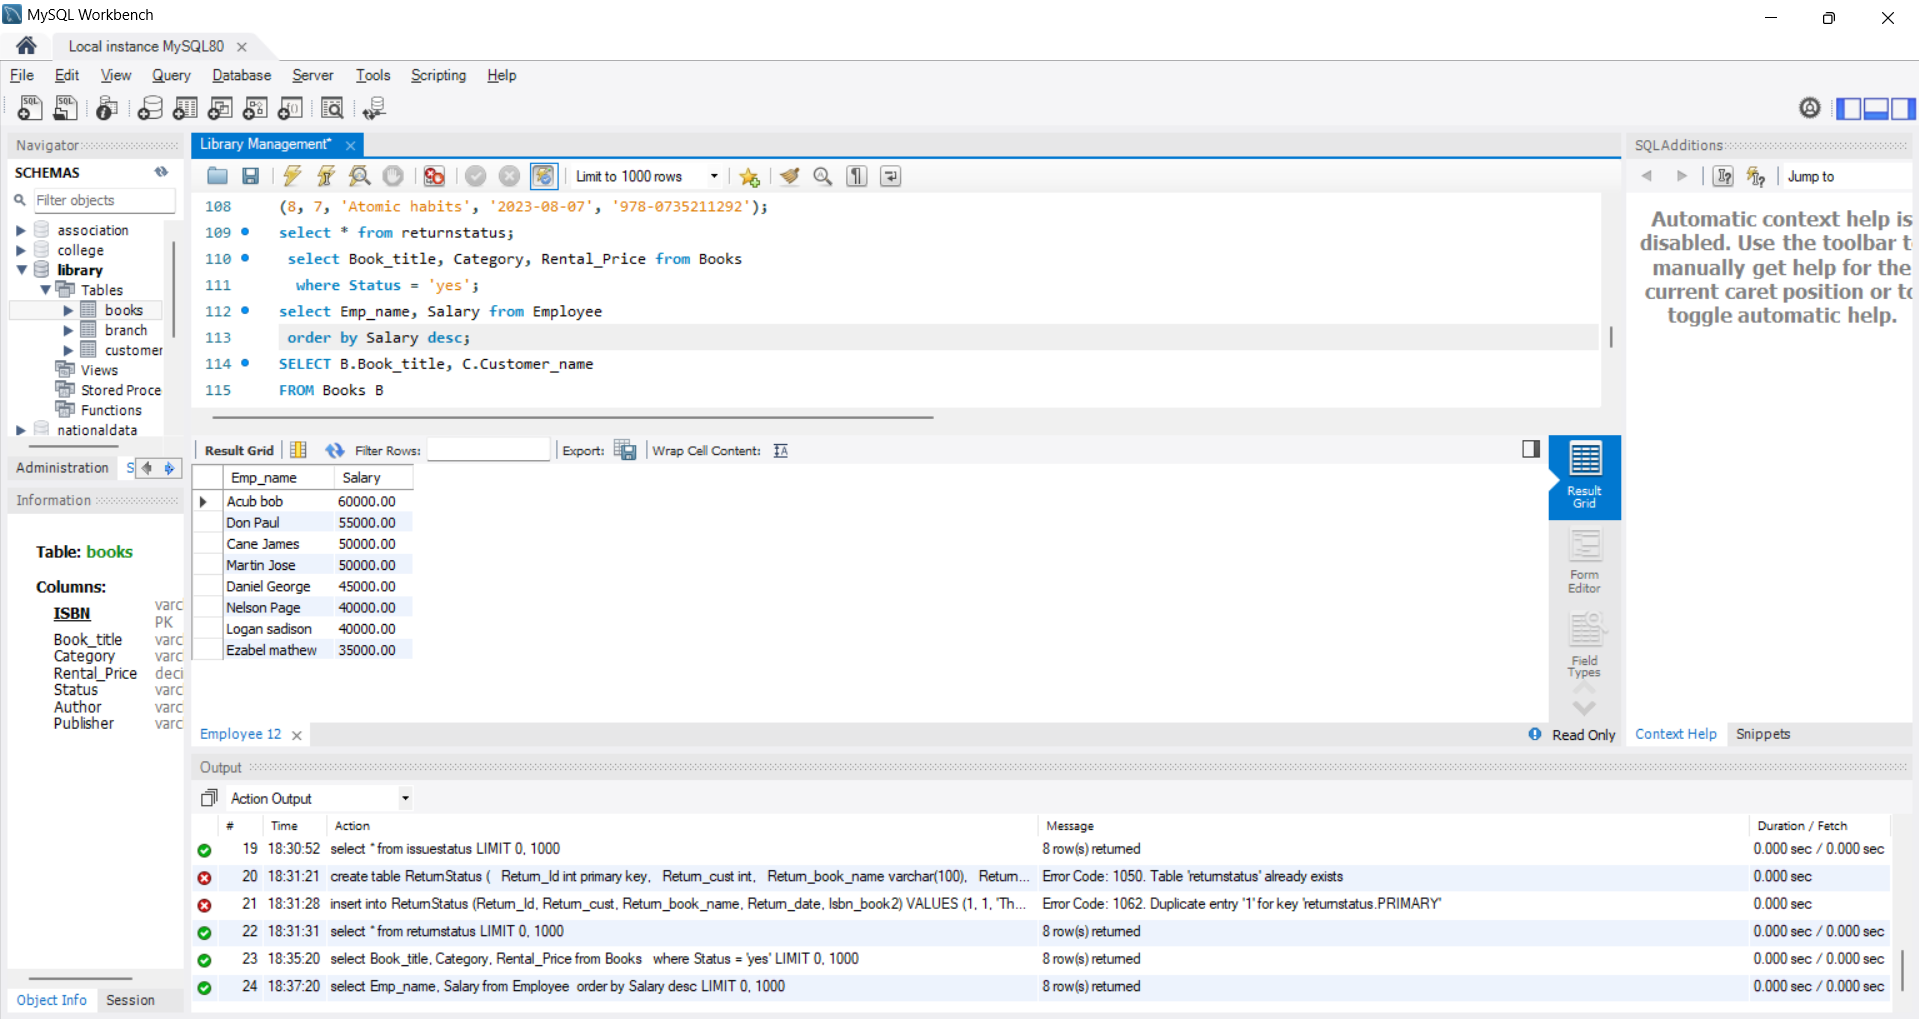 MySQL Workbench
Local instance MySQL80
File Edit View Query Database Server Tools Scripting Help
Navigator
SCHEMAS
Filter objects
association
college
library
Tables
books
branch
customer
Views
Stored Proce
Functions
nationaldata
Administration S
Information
Table: books
Columns:
ISBN varc
PK
Book_title varc
Category varc
Rental_Price deci
Status varc
Author varc
Publisher varc
Object Info Session
Library Management*
Limit to 1000 rows
108 (8, 7, 'Atomic habits', '2023-08-07', '978-0735211292');
109 select * from returnstatus;
110 select Book_title, Category, Rental_Price from Books
111 where Status = 'yes';
112 select Emp_name, Salary from Employee
113 order by Salary desc;
114 SELECT B.Book_title, C.Customer_name
115 FROM Books B
Result Grid Filter Rows: Export: Wrap Cell Content:
Emp_name Salary
Acub bob 60000.00
Don Paul 55000.00
Cane James 50000.00
Martin Jose 50000.00
Daniel George 45000.00
Nelson Page 40000.00
Logan sadison 40000.00
Ezabel mathew 35000.00
Result
Grid
Form
Editor
Field
Types
Employee 12
Read Only
SQLAdditions
Jump to
Automatic context help is
disabled. Use the toolbar t
manually get help for the
current caret position or to
toggle automatic help.
Context Help Snippets
Output
Action Output
# Time Action Message Duration / Fetch
19 18:30:52 select * from issuestatus LIMIT 0, 1000 8 row(s) returned 0.000 sec / 0.000 sec
20 18:31:21 create table ReturnStatus ( Return_Id int primary key, Return_cust int, Return_book_name varchar(100), Return... Error Code: 1050. Table 'returnstatus' already exists 0.000 sec
21 18:31:28 insert into ReturnStatus (Return_Id, Return_cust, Return_book_name, Return_date, Isbn_book2) VALUES (1, 1, 'Th... Error Code: 1062. Duplicate entry '1' for key 'returnstatus.PRIMARY' 0.000 sec
22 18:31:31 select * from returnstatus LIMIT 0, 1000 8 row(s) returned 0.000 sec / 0.000 sec
23 18:35:20 select Book_title, Category, Rental_Price from Books where Status = 'yes' LIMIT 0, 1000 8 row(s) returned 0.000 sec / 0.000 sec
24 18:37:20 select Emp_name, Salary from Employee order by Salary desc LIMIT 0, 1000 8 row(s) returned 0.000 sec / 0.000 sec